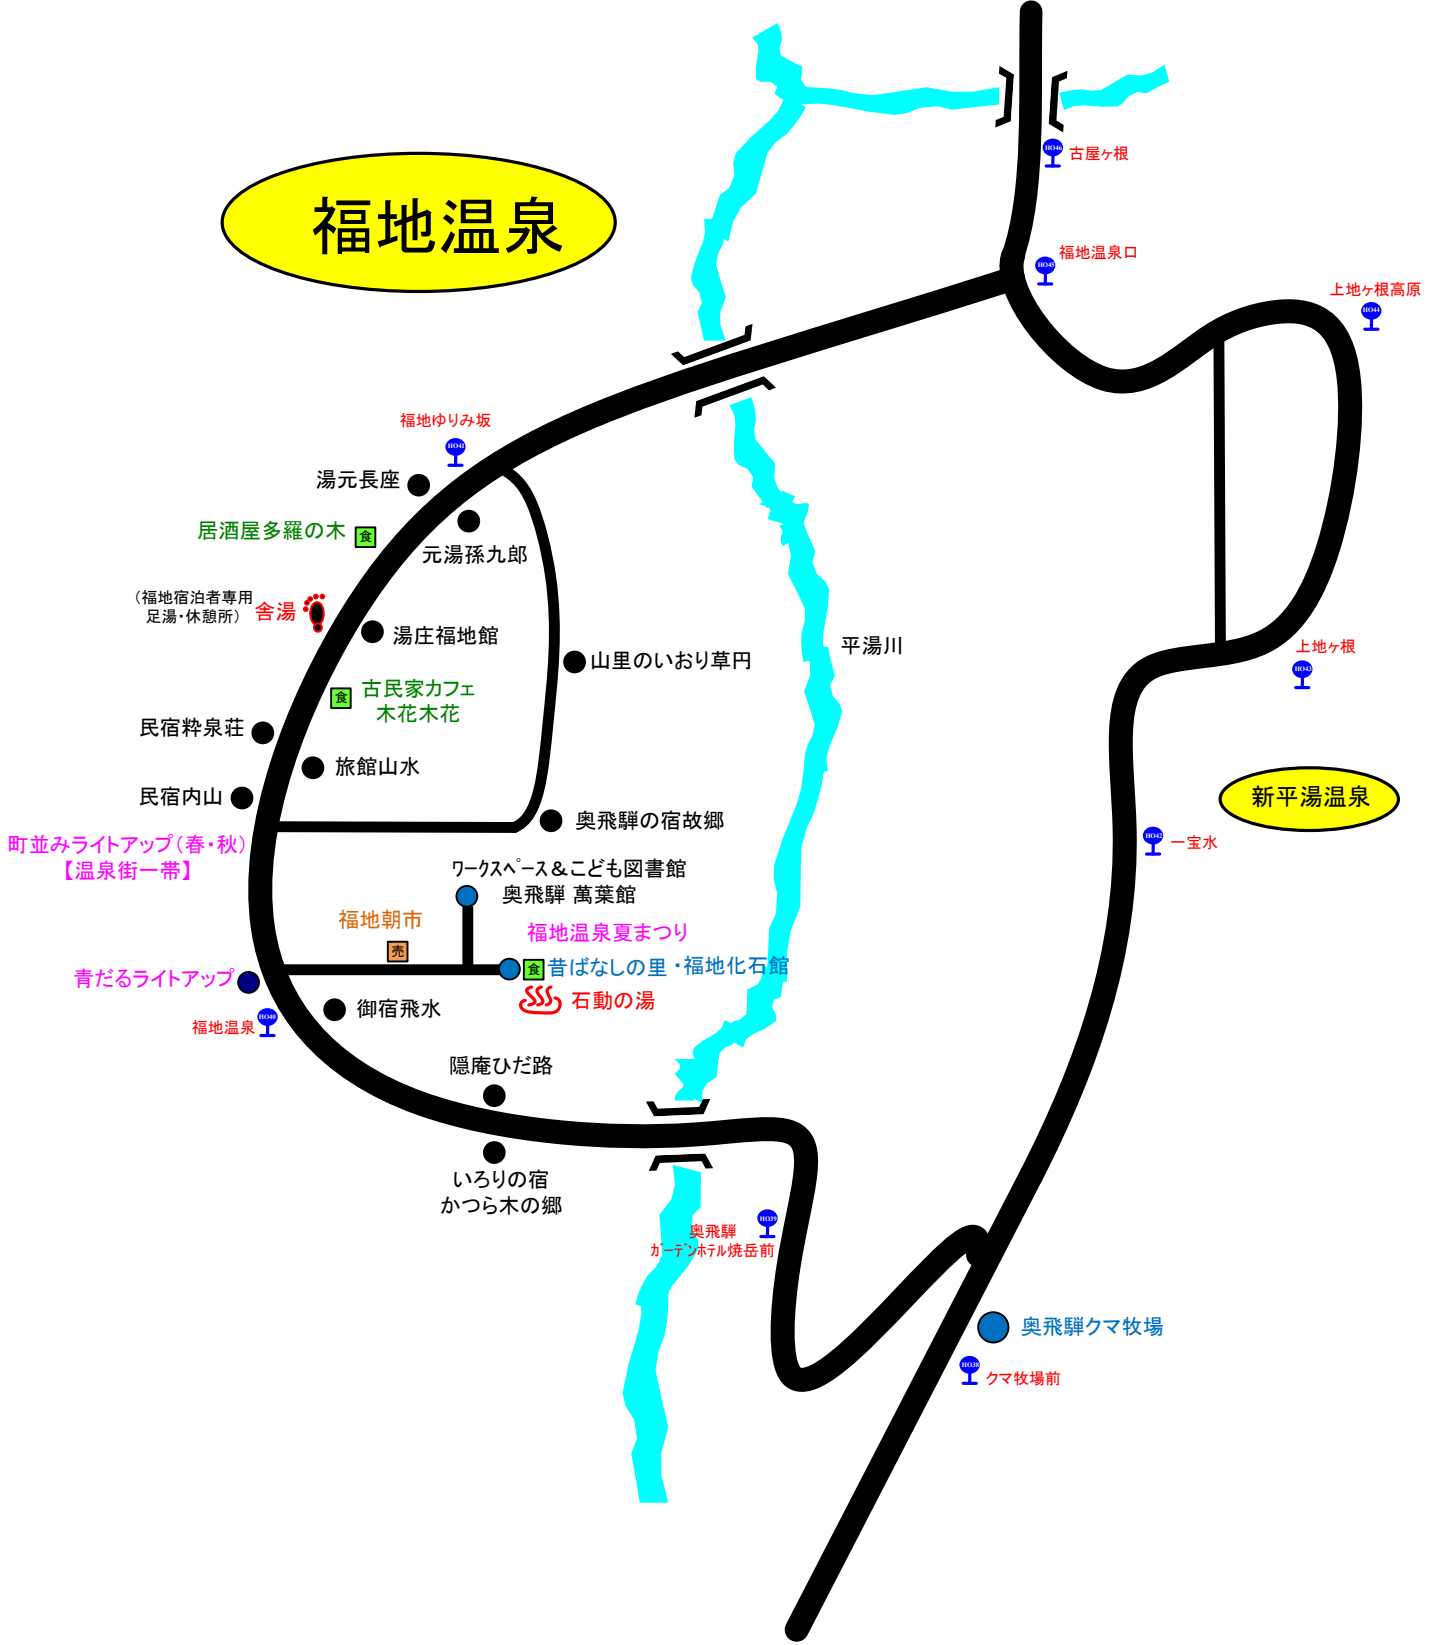 HO46
古屋ヶ根
福地温泉
福地温泉口
HO45
上地ヶ根高原
HO44
福地ゆりみ坂
HO41
湯元長座
居酒屋多羅の木
食
元湯孫九郎
（福地宿泊者専用
足湯・休憩所）
舎湯
湯庄福地館
平湯川
上地ヶ根
HO43
山里のいおり草円
古民家カフェ
木花木花
食
民宿粋泉荘
旅館山水
民宿内山
新平湯温泉
奥飛騨の宿故郷
町並みライトアップ（春・秋）
【温泉街一帯】
HO42
一宝水
ﾜｰｸｽﾍﾟｰｽ＆こども図書館
奥飛騨 萬葉館
福地朝市
売
福地温泉夏まつり
食
昔ばなしの里・福地化石館
青だるライトアップ
石動の湯
御宿飛水
HO40
福地温泉
隠庵ひだ路
いろりの宿
かつら木の郷
HO39
奥飛騨
ｶﾞｰﾃﾞﾝﾎﾃﾙ焼岳前
奥飛騨クマ牧場
HO38
クマ牧場前